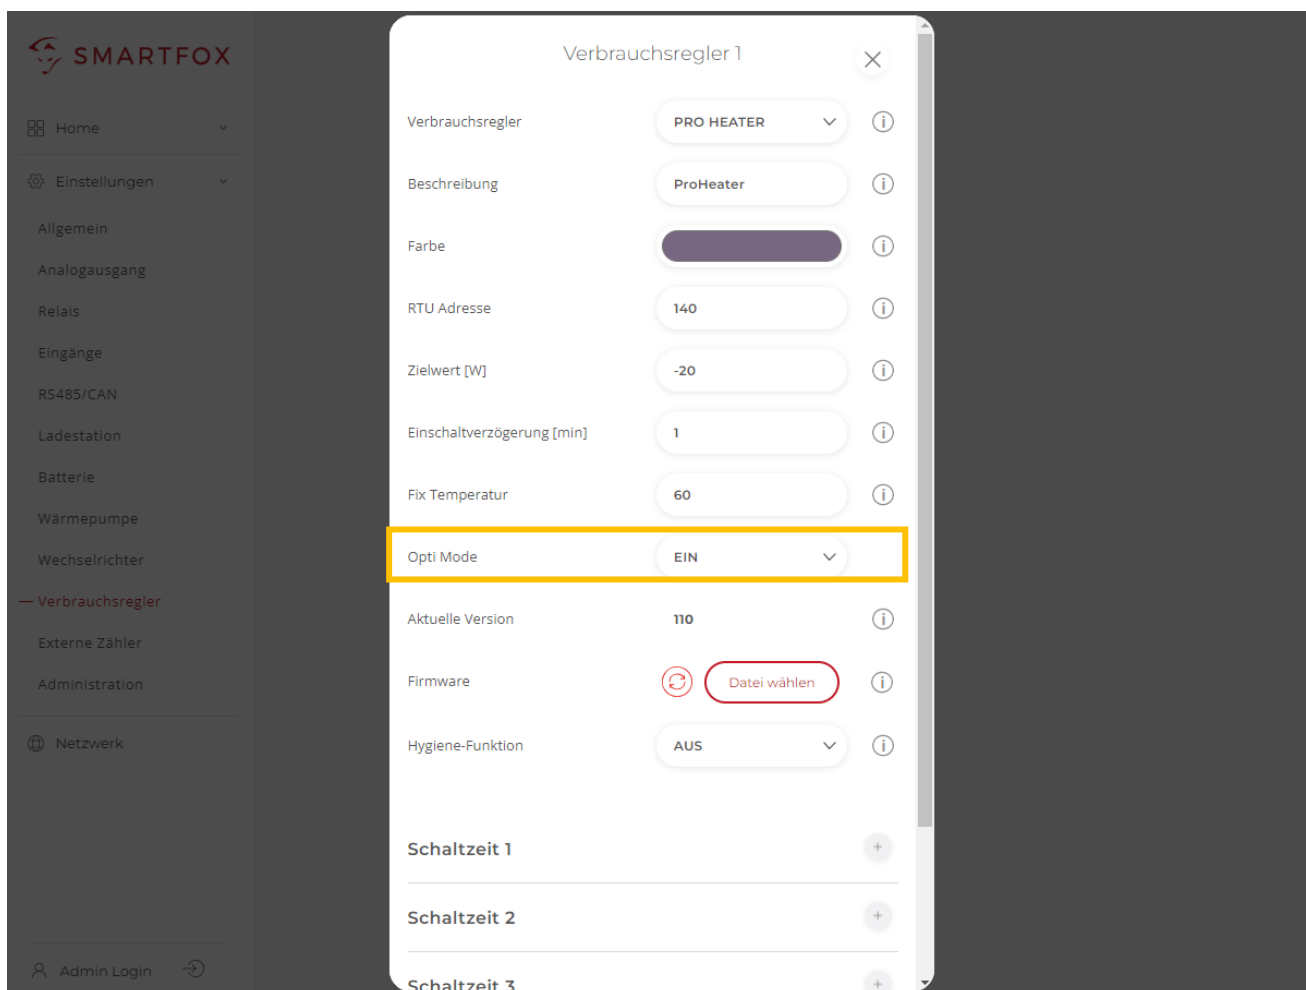 SMARTFOX
Home
Einstellungen
Allgemein
Analogausgang
Relais
Eingänge
RS485/CAN
Ladestation
Batterie
Wärmepumpe
Wechselrichter
Verbrauchsregler
Externe Zähler
Administration
Netzwerk
Admin Login
Verbrauchsregler 1
Verbrauchsregler PRO HEATER
Beschreibung ProHeater
Farbe
RTU Adresse 140
Zielwert [W] -20
Einschaltverzögerung [min] 1
Fix Temperatur 60
Opti Mode EIN
Aktuelle Version 110
Firmware Datei wählen
Hygiene-Funktion AUS
Schaltzeit 1
Schaltzeit 2
Schaltzeit 3